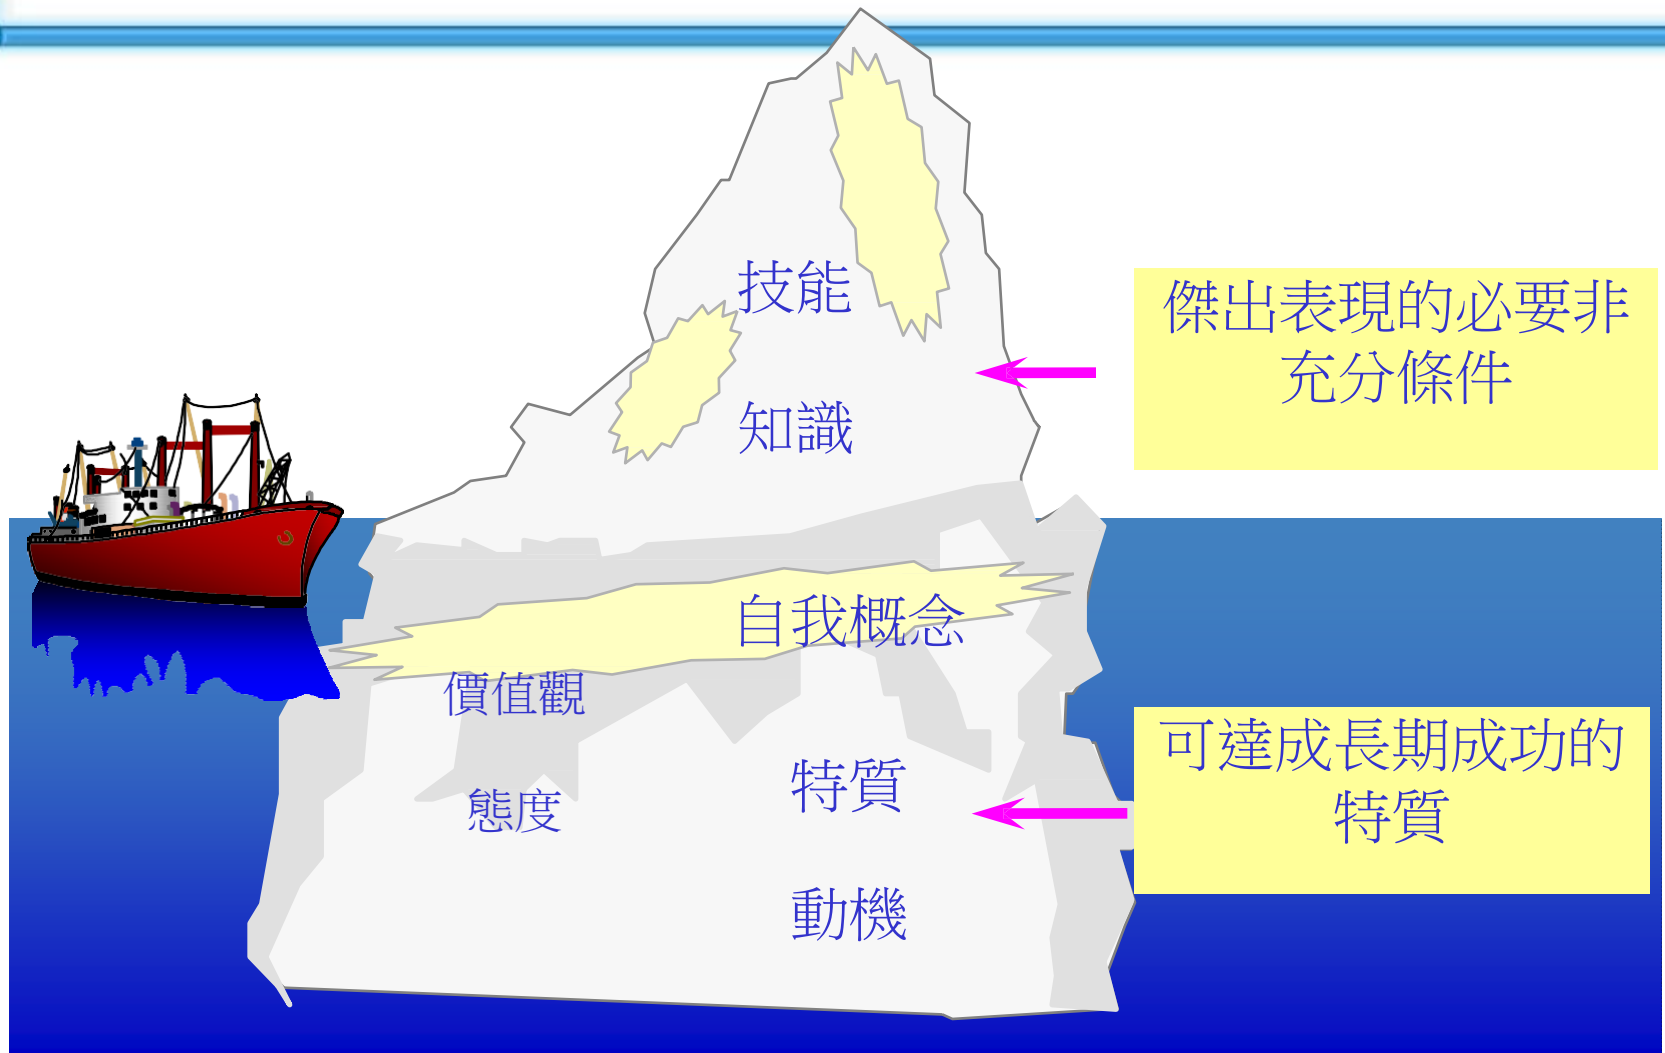 技能
傑出表現的必要非
充分條件
知識
自我概念
價值觀
可達成長期成功的
特質
特質
態度
動機